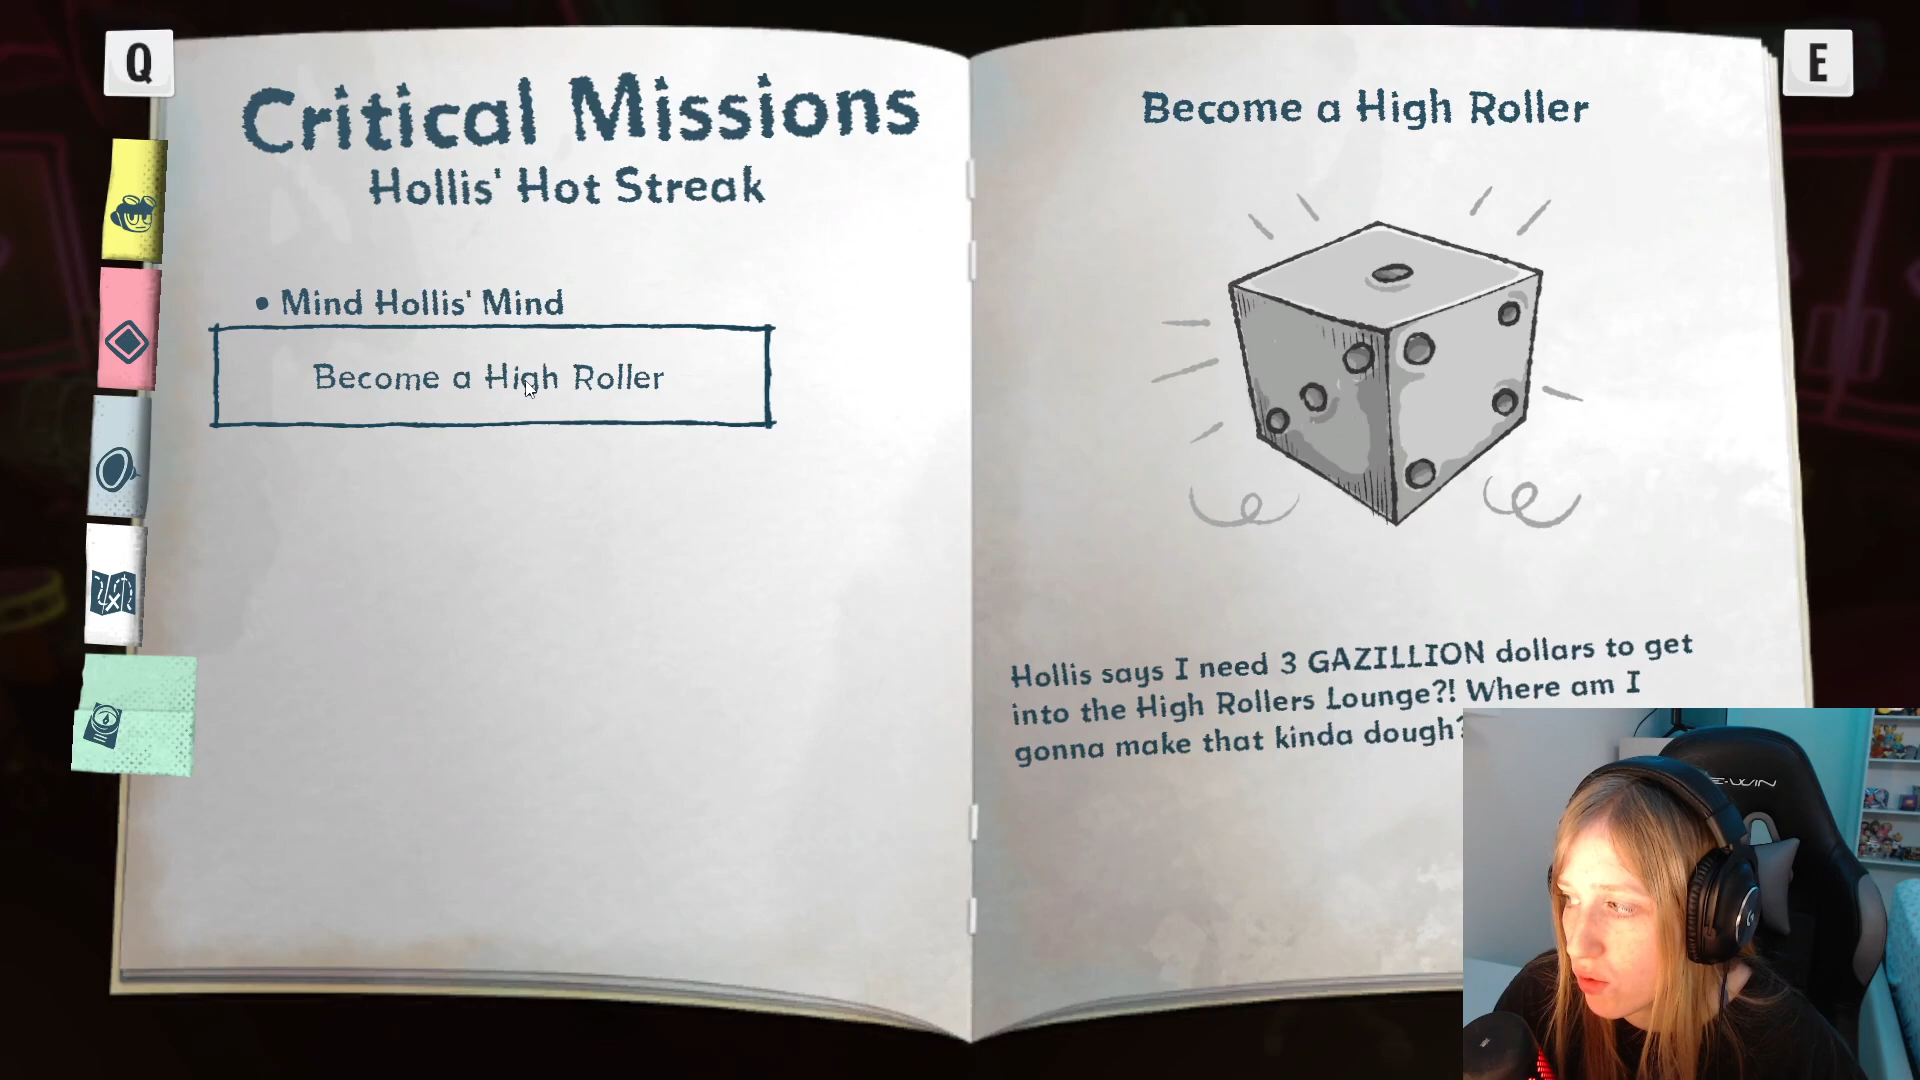 Q
E
Critical Missions
Hollis' Hot Streak
• Mind Hollis' Mind
Become a High Roller
Become a High Roller
Hollis says I need 3 GAZILLION dollars to get
into the High Rollers Lounge?! Where am I
gonna make that kinda dough?
E-WIN